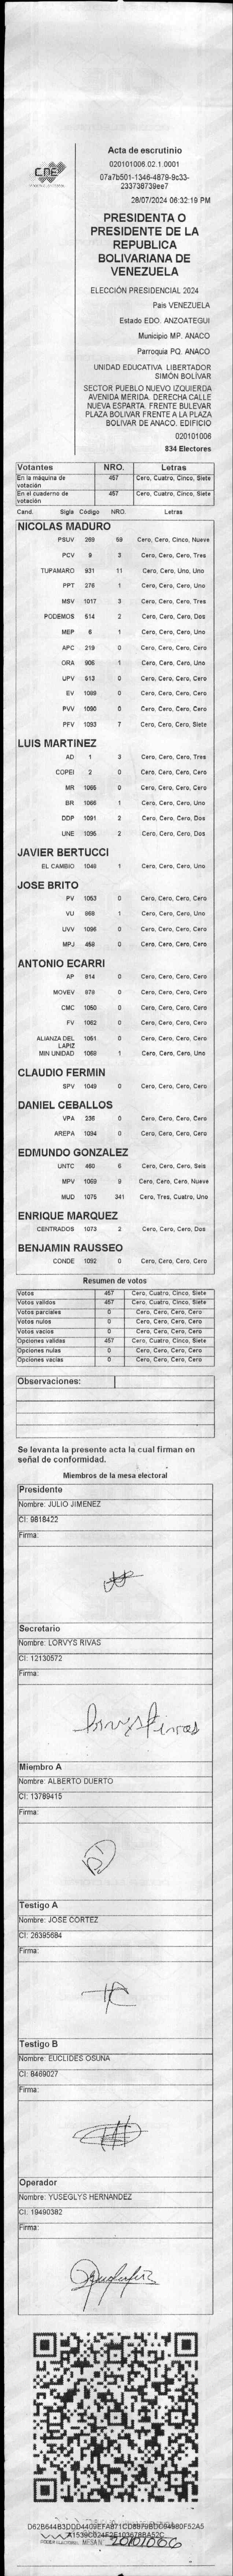 CNE
Acta de escrutinio
020101006.02.1.0001
07a7b501-1346-4879-9c33-
233738739ee7
28/07/2024 06:32:19 PM
PRESIDENTA O
PRESIDENTE DE LA
REPUBLICA
BOLIVARIANA DE
VENEZUELA
ELECCIÓN PRESIDENCIAL 2024
Pais VENEZUELA
Estado EDO. ANZOATEGUI
Municipio MP. ANACO
Parroquia PQ. ANACO
UNIDAD EDUCATIVA LIBERTADOR
SIMÓN BOLÍVAR
SECTOR PUEBLO NUEVO IZQUIERDA
AVENIDA MERIDA. DERECHA CALLE
NUEVA ESPARTA. FRENTE BULEVAR
PLAZA BOLIVAR FRENTE A LA PLAZA
BOLIVAR DE ANACO. EDIFICIO
020101006
834 Electores
Votantes NRO. Letras
En la máquina de votación 457 Cero, Cuatro, Cinco, Siete
En el cuaderno de votación 457 Cero, Cuatro, Cinco, Siete
Cand. Sigla Código NRO. Letras
NICOLAS MADURO
PSUV 269 59 Cero, Cero, Cinco, Nueve
PCV 9 3 Cero, Cero, Cero, Tres
TUPAMARO 931 11 Cero, Cero, Uno, Uno
PPT 276 1 Cero, Cero, Cero, Uno
MSV 1017 3 Cero, Cero, Cero, Tres
PODEMOS 514 2 Cero, Cero, Cero, Dos
MEP 6 1 Cero, Cero, Cero, Uno
APC 219 0 Cero, Cero, Cero, Cero
ORA 906 1 Cero, Cero, Cero, Uno
UPV 513 0 Cero, Cero, Cero, Cero
EV 1089 0 Cero, Cero, Cero, Cero
PVV 1090 0 Cero, Cero, Cero, Cero
PFV 1093 7 Cero, Cero, Cero, Siete
LUIS MARTINEZ
AD 1 3 Cero, Cero, Cero, Tres
COPEI 2 0 Cero, Cero, Cero, Cero
MR 1065 0 Cero, Cero, Cero, Cero
BR 1066 1 Cero, Cero, Cero, Uno
DDP 1091 2 Cero, Cero, Cero, Dos
UNE 1095 2 Cero, Cero, Cero, Dos
JAVIER BERTUCCI
EL CAMBIO 1048 1 Cero, Cero, Cero, Uno
JOSE BRITO
PV 1053 0 Cero, Cero, Cero, Cero
VU 868 1 Cero, Cero, Cero, Uno
UVV 1096 0 Cero, Cero, Cero, Cero
MPJ 458 0 Cero, Cero, Cero, Cero
ANTONIO ECARRI
AP 814 0 Cero, Cero, Cero, Cero
MOVEV 878 0 Cero, Cero, Cero, Cero
CMC 1050 0 Cero, Cero, Cero, Cero
FV 1062 0 Cero, Cero, Cero, Cero
ALIANZA DEL LAPIZ 1061 0 Cero, Cero, Cero, Cero
MIN UNIDAD 1068 1 Cero, Cero, Cero, Uno
CLAUDIO FERMIN
SPV 1049 0 Cero, Cero, Cero, Cero
DANIEL CEBALLOS
VPA 235 0 Cero, Cero, Cero, Cero
AREPA 1094 0 Cero, Cero, Cero, Cero
EDMUNDO GONZALEZ
UNTC 460 6 Cero, Cero, Cero, Seis
MPV 1069 9 Cero, Cero, Cero, Nueve
MUD 1075 341 Cero, Tres, Cuatro, Uno
ENRIQUE MARQUEZ
CENTRADOS 1073 2 Cero, Cero, Cero, Dos
BENJAMIN RAUSSEO
CONDE 1092 0 Cero, Cero, Cero, Cero
Resumen de votos
Votos 457 Cero, Cuatro, Cinco, Siete
Votos validos 457 Cero, Cuatro, Cinco, Siete
Votos parciales 0 Cero, Cero, Cero, Cero
Votos nulos 0 Cero, Cero, Cero, Cero
Votos vacios 0 Cero, Cero, Cero, Cero
Opciones validas 457 Cero, Cuatro, Cinco, Siete
Opciones nulas 0 Cero, Cero, Cero, Cero
Opciones vacias 0 Cero, Cero, Cero, Cero
Observaciones:
Se levanta la presente acta la cual firman en
señal de conformidad.
Miembros de la mesa electoral
Presidente
Nombre: JULIO JIMENEZ
CI: 9818422
Firma:
Secretario
Nombre: LORVYS RIVAS
CI: 12130572
Firma:
Miembro A
Nombre: ALBERTO DUERTO
CI: 13789415
Firma:
Testigo A
Nombre: JOSE CORTEZ
CI: 26395684
Firma:
Testigo B
Nombre: EUCLIDES OSUNA
CI: 8469027
Firma:
Operador
Nombre: YUSEGLYS HERNANDEZ
CI: 19490382
Firma:
PODER ELECTORAL MESA Nº 20101006